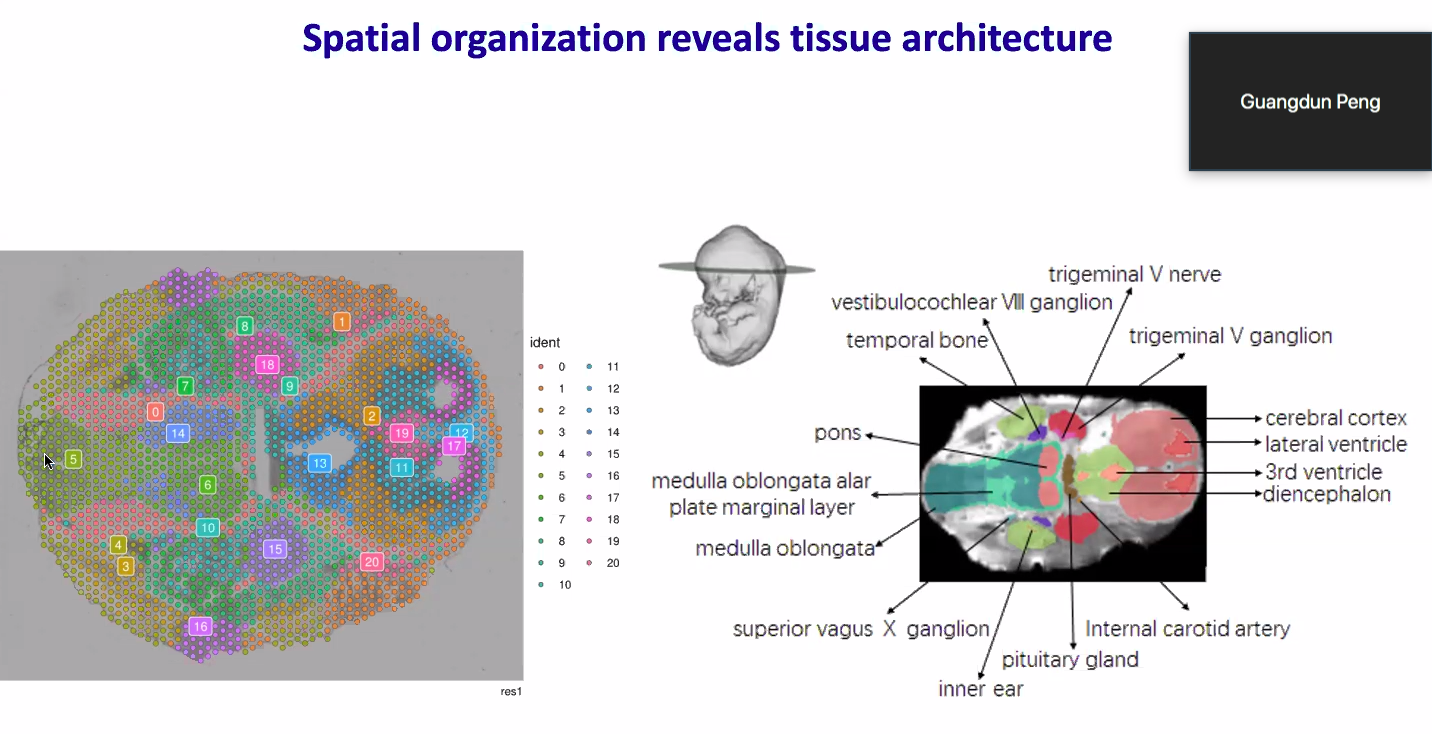 Spatial organization reveals tissue architecture
Guangdun Peng
8
1
18
7
9
0
2
14
19
12
17
5
13
11
6
10
4
15
3
20
16
res1
ident
0 11
1 12
2 13
3 14
4 15
5 16
6 17
7 18
8 19
9 20
10
trigeminal V nerve
vestibulocochlear Ⅷ ganglion
temporal bone
trigeminal V ganglion
pons
cerebral cortex
lateral ventricle
3rd ventricle
diencephalon
medulla oblongata alar
plate marginal layer
medulla oblongata
superior vagus X ganglion
Internal carotid artery
pituitary gland
inner ear